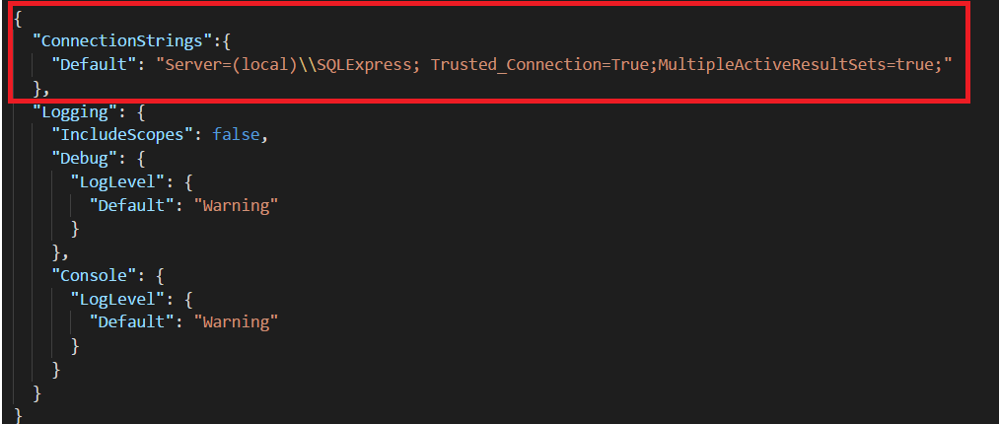 {
"ConnectionStrings":{
"Default": "Server=(local)\\SQLExpress; Trusted_Connection=True;MultipleActiveResultSets=true;"
},
"Logging": {
"IncludeScopes": false,
"Debug": {
"LogLevel": {
"Default": "Warning"
}
},
"Console": {
"LogLevel": {
"Default": "Warning"
}
}
}
}